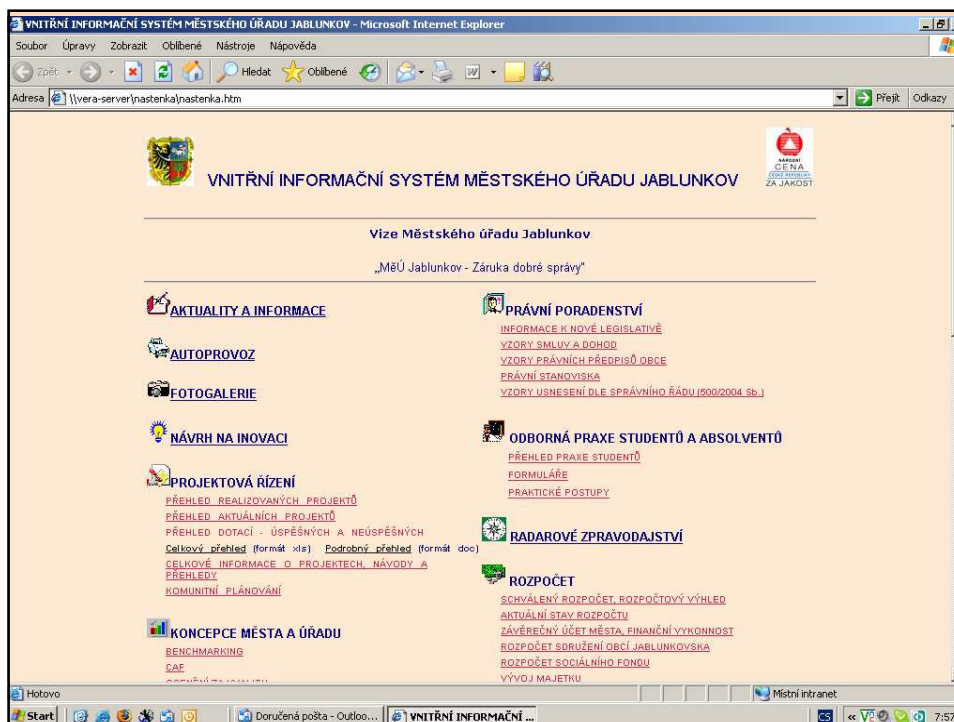 VNITŘNÍ INFORMAČNÍ SYSTÉM MĚSTSKÉHO ÚŘADU JABLUNKOV - Microsoft Internet Explorer
Soubor Úpravy Zobrazit Oblíbené Nástroje Nápověda
Zpět Hledat Oblíbené
Adresa \\vera-server\nastenka\nastenka.htm Přejít Odkazy
NÁRODNÍ
CENA
ČESKÉ REPUBLIKY
ZA JAKOST
VNITŘNÍ INFORMAČNÍ SYSTÉM MĚSTSKÉHO ÚŘADU JABLUNKOV
Vize Městského úřadu Jablunkov
„MěÚ Jablunkov - Záruka dobré správy"
AKTUALITY A INFORMACE
AUTOPROVOZ
FOTOGALERIE
NÁVRH NA INOVACI
PROJEKTOVÁ ŘÍZENÍ
PŘEHLED REALIZOVANÝCH PROJEKTŮ
PŘEHLED AKTUÁLNÍCH PROJEKTŮ
PŘEHLED DOTACÍ - ÚSPĚŠNÝCH A NEÚSPĚŠNÝCH
Celkový přehled (formát xls) Podrobný přehled (formát doc)
CELKOVÉ INFORMACE O PROJEKTECH, NÁVODY A
PŘEHLEDY
KOMUNITNÍ PLÁNOVÁNÍ
KONCEPCE MĚSTA A ÚŘADU
BENCHMARKING
CAF
PRÁVNÍ PORADENSTVÍ
INFORMACE K NOVÉ LEGISLATIVĚ
VZORY SMLUV A DOHOD
VZORY PRÁVNÍCH PŘEDPISŮ OBCE
PRÁVNÍ STANOVISKA
VZORY USNESENÍ DLE SPRÁVNÍHO ŘÁDU (500/2004 Sb.)
ODBORNÁ PRAXE STUDENTŮ A ABSOLVENTŮ
PŘEHLED PRAXE STUDENTŮ
FORMULÁŘE
PRAKTICKÉ POSTUPY
RADAROVÉ ZPRAVODAJSTVÍ
ROZPOČET
SCHVÁLENÝ ROZPOČET, ROZPOČTOVÝ VÝHLED
AKTUÁLNÍ STAV ROZPOČTU
ZÁVĚREČNÝ ÚČET MĚSTA, FINANČNÍ VÝKONNOST
ROZPOČET SDRUŽENÍ OBCÍ JABLUNKOVSKA
ROZPOČET SOCIÁLNÍHO FONDU
VÝVOJ MAJETKU
Hotovo Místní intranet
Start Doručená pošta - Outloo... VNITŘNÍ INFORMAČNÍ ... CS 7:57